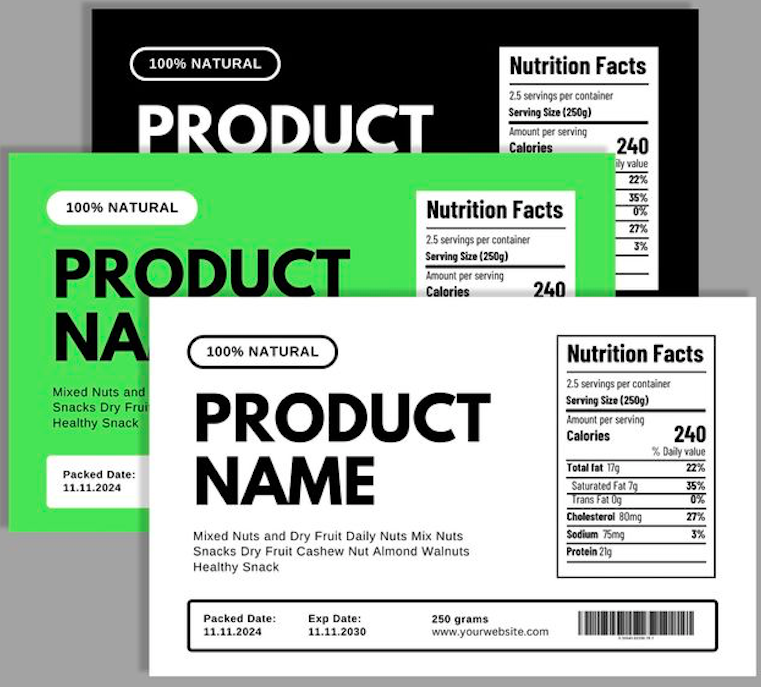 100% NATURAL
PRODUCT
Nutrition Facts
2.5 servings per container
Serving Size (250g)
Amount per serving
Calories 240
ily value
22%
35%
0%
27%
3%
100% NATURAL
PRODUCT
NA
Mixed Nuts and
Snacks Dry Frui
Healthy Snack
Packed Date:
11.11.2024
Nutrition Facts
2.5 servings per container
Serving Size (250g)
Amount per serving
Calories 240
100% NATURAL
PRODUCT
NAME
Mixed Nuts and Dry Fruit Daily Nuts Mix Nuts
Snacks Dry Fruit Cashew Nut Almond Walnuts
Healthy Snack
Nutrition Facts
2.5 servings per container
Serving Size (250g)
Amount per serving
Calories 240
% Daily value
Total fat 17g 22%
Saturated Fat 7g 35%
Trans Fat 0g 0%
Cholesterol 80mg 27%
Sodium 75mg 3%
Protein 21g
Packed Date: Exp Date: 250 grams
11.11.2024 11.11.2030 www.yourwebsite.com